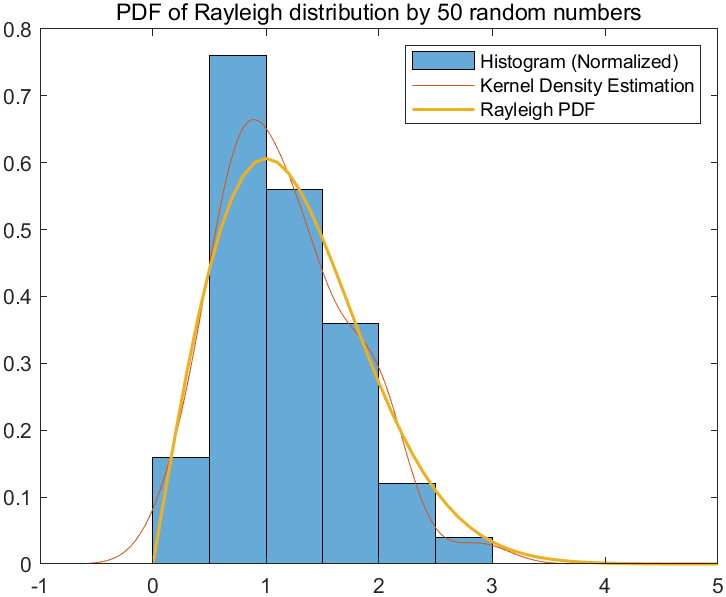 PDF of Rayleigh distribution by 50 random numbers
Histogram (Normalized)
Kernel Density Estimation
Rayleigh PDF
0.8
0.7
0.6
0.5
0.4
0.3
0.2
0.1
0
-1 0 1 2 3 4 5